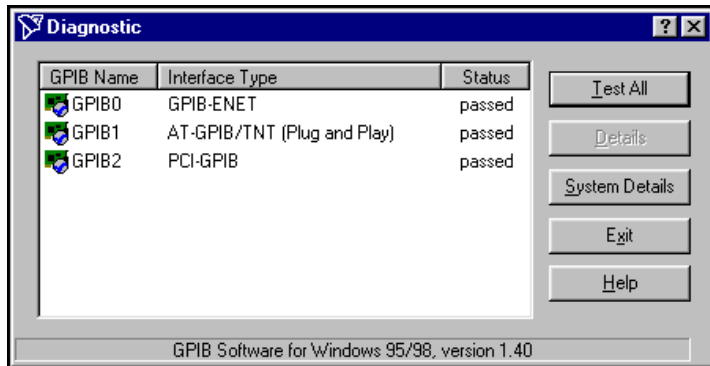 Diagnostic
GPIB Name Interface Type Status
GPIB0 GPIB-ENET passed
GPIB1 AT-GPIB/TNT (Plug and Play) passed
GPIB2 PCI-GPIB passed
Test All
Details
System Details
Exit
Help
GPIB Software for Windows 95/98, version 1.40